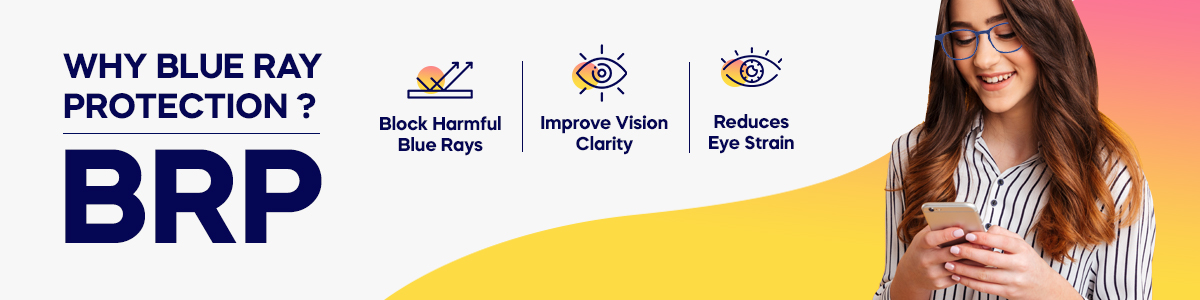 WHY BLUE RAY
PROTECTION ?
BRP
Block Harmful
Blue Rays
Improve Vision
Clarity
Reduces
Eye Strain